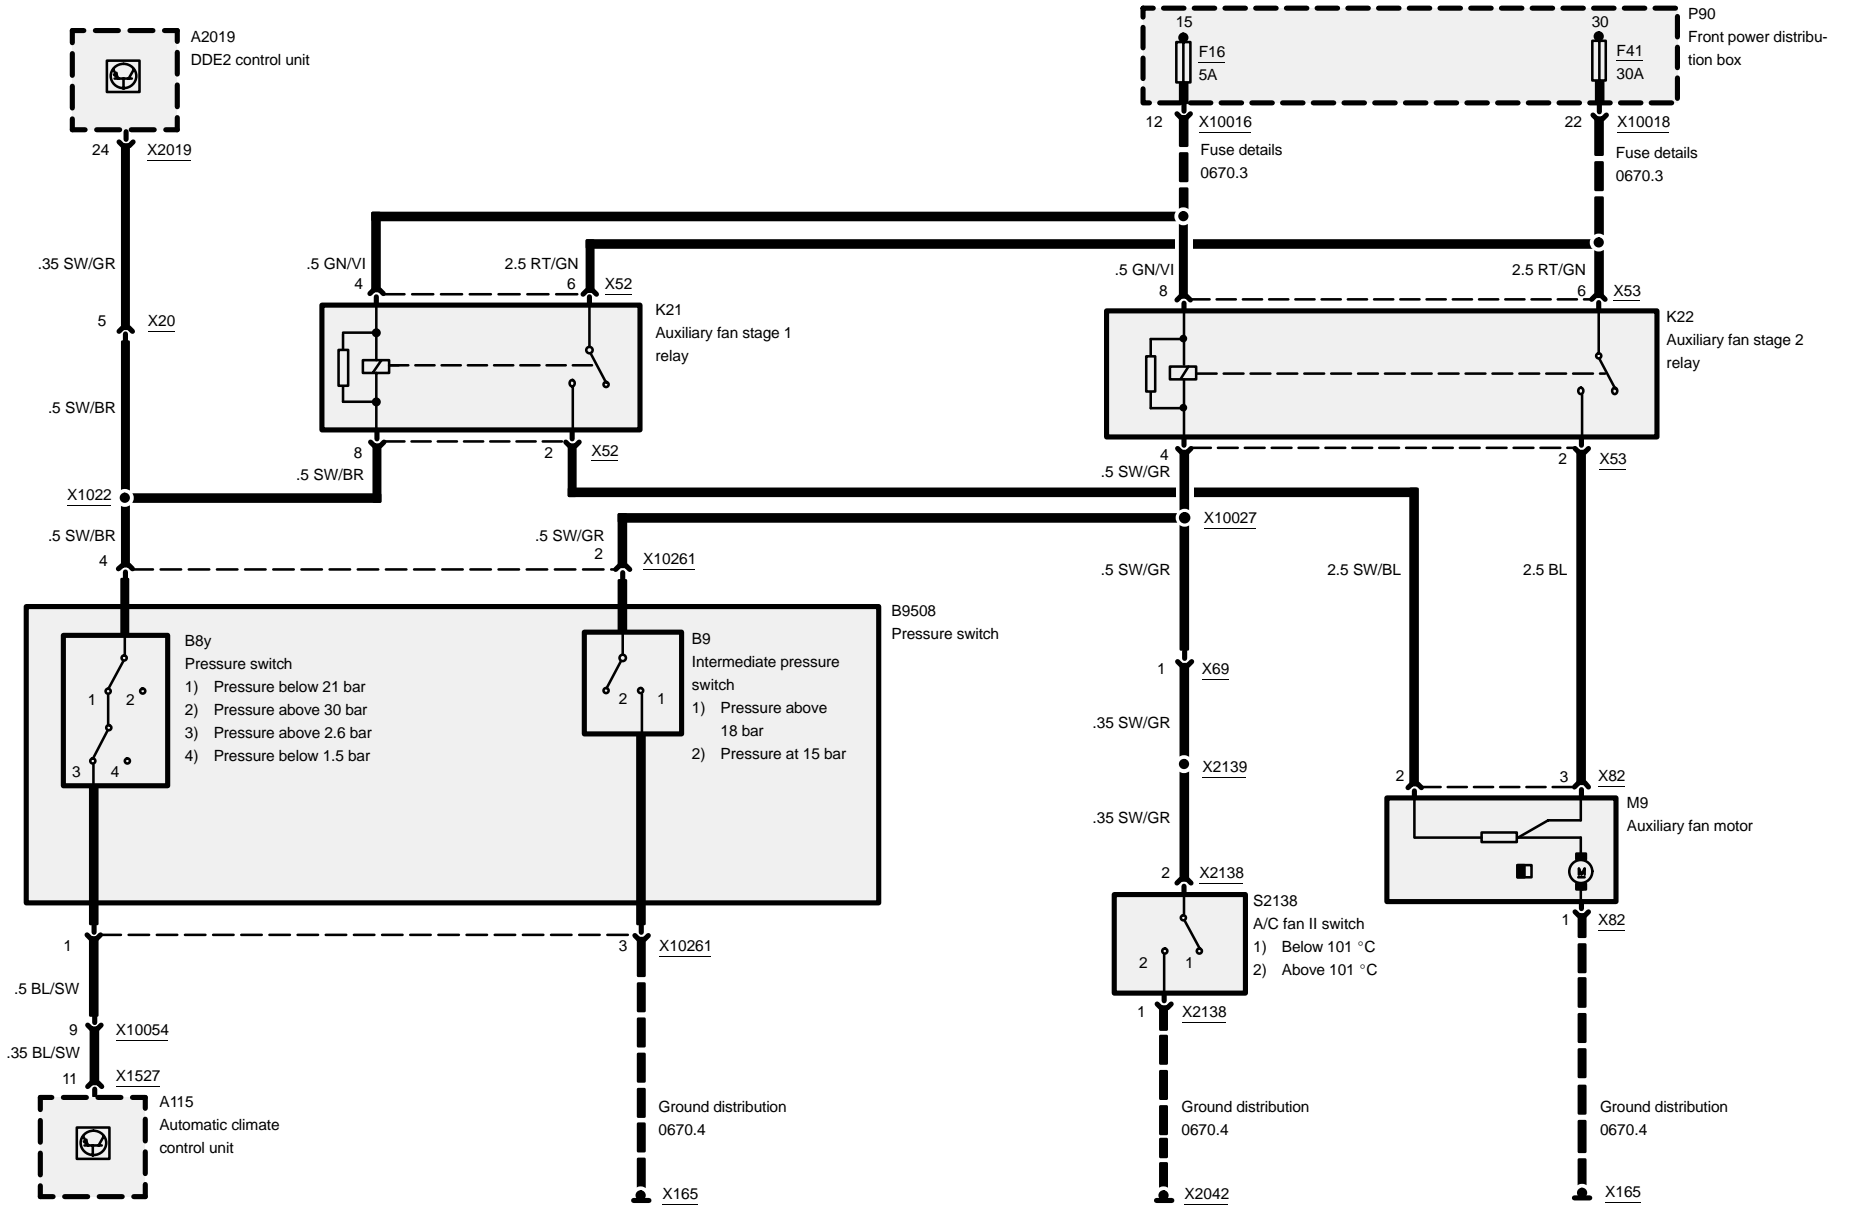 A2019
DDE2 control unit
24
X2019
.35 SW/GR
5
X20
.5 SW/BR
X1022
.5 SW/BR
4
15
F16
5A
30
F41
30A
P90
Front power distribu-
tion box
12
X10016
Fuse details
0670.3
22
X10018
Fuse details
0670.3
.5 GN/VI
4
2.5 RT/GN
6
X52
K21
Auxiliary fan stage 1
relay
8
.5 SW/BR
2
X52
.5 GN/VI
8
2.5 RT/GN
6
X53
K22
Auxiliary fan stage 2
relay
4
.5 SW/GR
2
X53
X10027
.5 SW/GR
2
X10261
.5 SW/GR
2.5 SW/BL
2.5 BL
B9508
Pressure switch
B8y
Pressure switch
1) Pressure below 21 bar
2) Pressure above 30 bar
3) Pressure above 2.6 bar
4) Pressure below 1.5 bar
1
2
3
4
B9
Intermediate pressure
switch
1) Pressure above
18 bar
2) Pressure at 15 bar
2
1
1
X69
.35 SW/GR
X2139
.35 SW/GR
2
X2138
S2138
A/C fan II switch
1) Below 101 °C
2) Above 101 °C
2
1
1
X2138
2
3
X82
M9
Auxiliary fan motor
M
1
X82
1
3
X10261
.5 BL/SW
9
X10054
.35 BL/SW
11
X1527
A115
Automatic climate
control unit
Ground distribution
0670.4
X165
Ground distribution
0670.4
X2042
Ground distribution
0670.4
X165